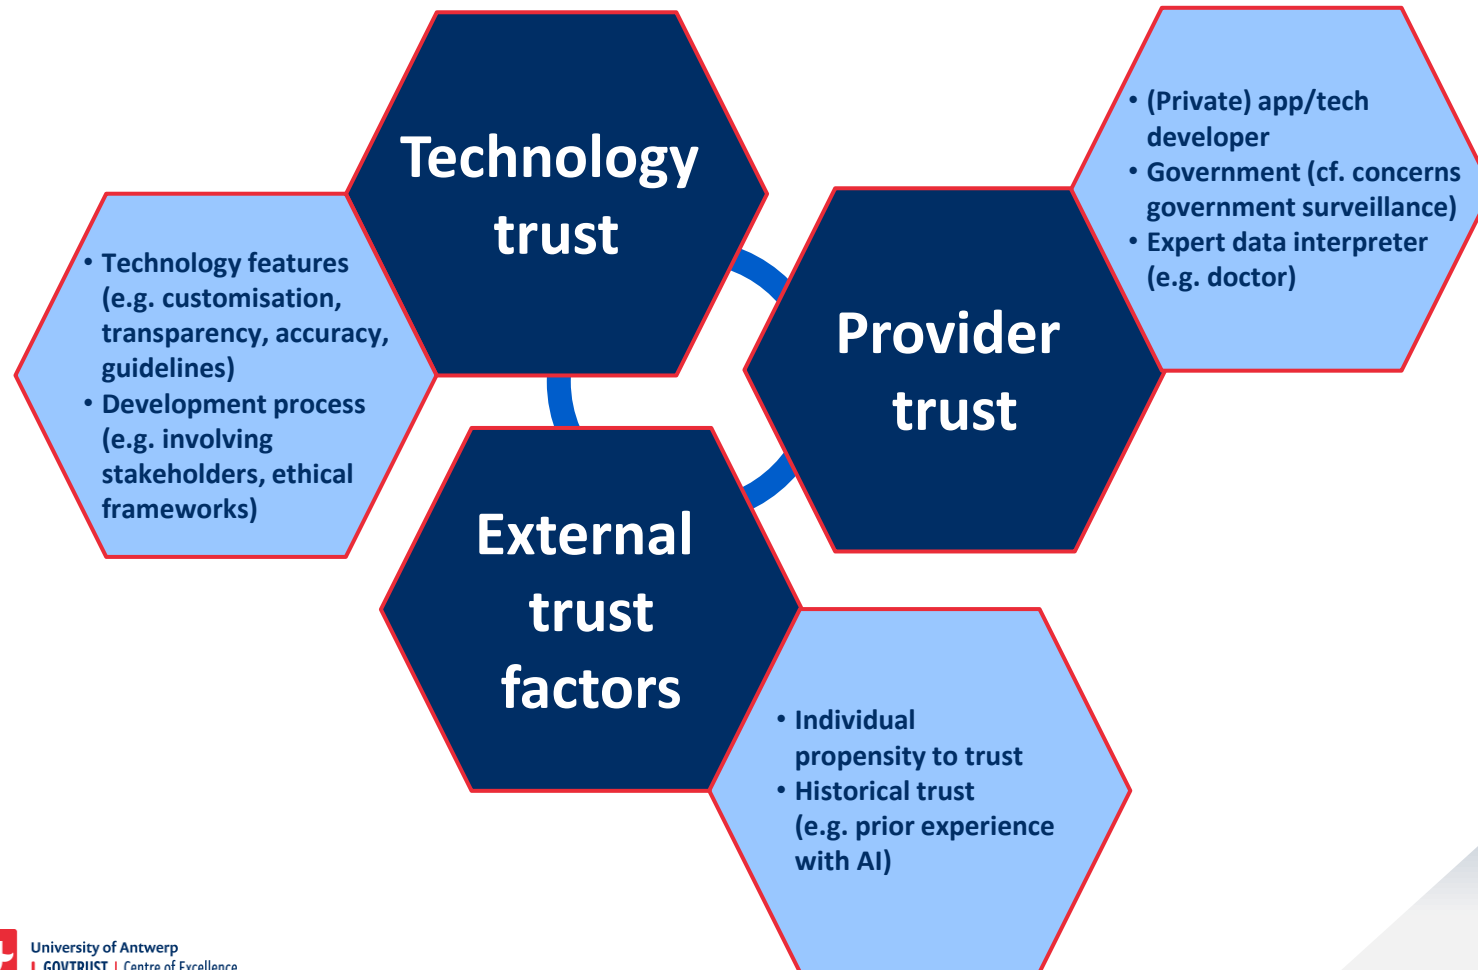 Technology
trust
• Technology features
(e.g. customisation,
transparency, accuracy,
guidelines)
• Development process
(e.g. involving
stakeholders, ethical
frameworks)
Provider
trust
• (Private) app/tech
developer
• Government (cf. concerns
government surveillance)
• Expert data interpreter
(e.g. doctor)
External
trust
factors
• Individual
propensity to trust
• Historical trust
(e.g. prior experience
with AI)
University of Antwerp
| GOVTRUST | Centre of Excellence